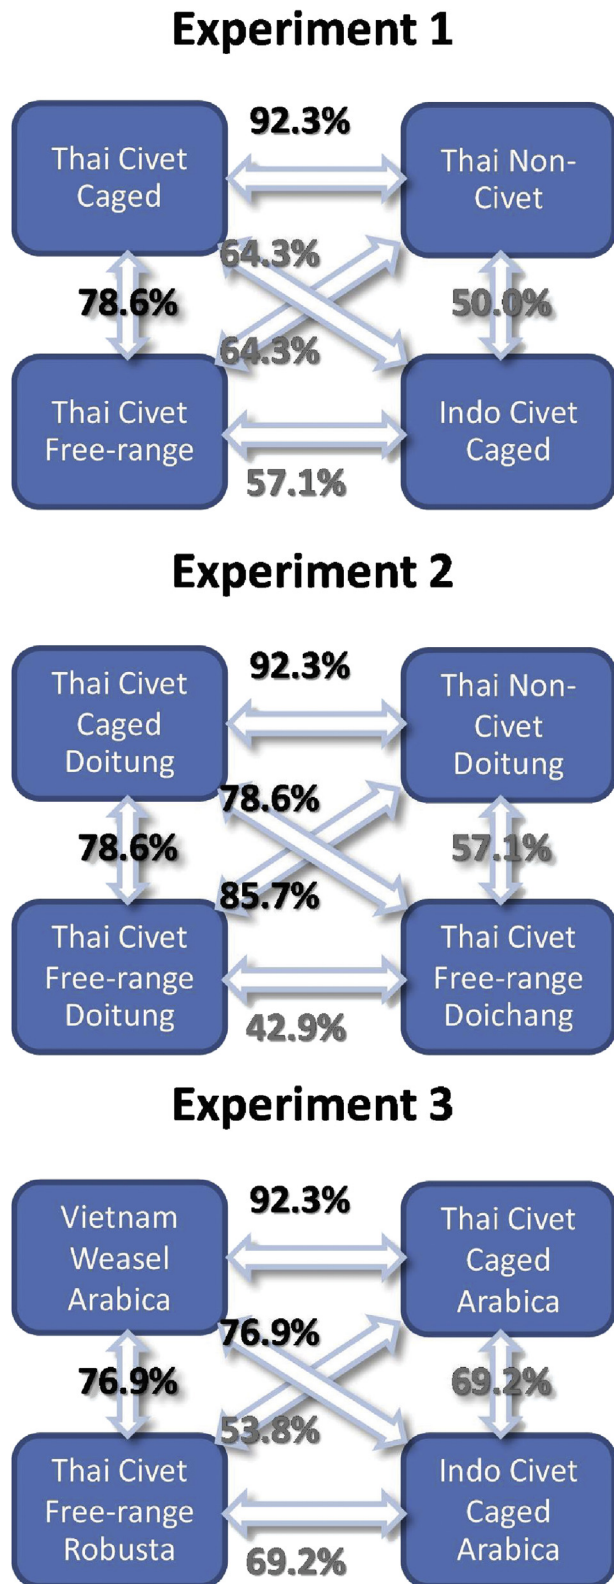 Experiment 1
92.3%
Thai Civet
Caged
Thai Non-
Civet
64.3%
78.6%
50.0%
64.3%
Thai Civet
Free-range
Indo Civet
Caged
57.1%
Experiment 2
92.3%
Thai Civet
Caged
Doitung
Thai Non-
Civet
Doitung
78.6%
78.6%
57.1%
85.7%
Thai Civet
Free-range
Doitung
Thai Civet
Free-range
Doichang
42.9%
Experiment 3
92.3%
Vietnam
Weasel
Arabica
Thai Civet
Caged
Arabica
76.9%
76.9%
69.2%
53.8%
Thai Civet
Free-range
Robusta
Indo Civet
Caged
Arabica
69.2%